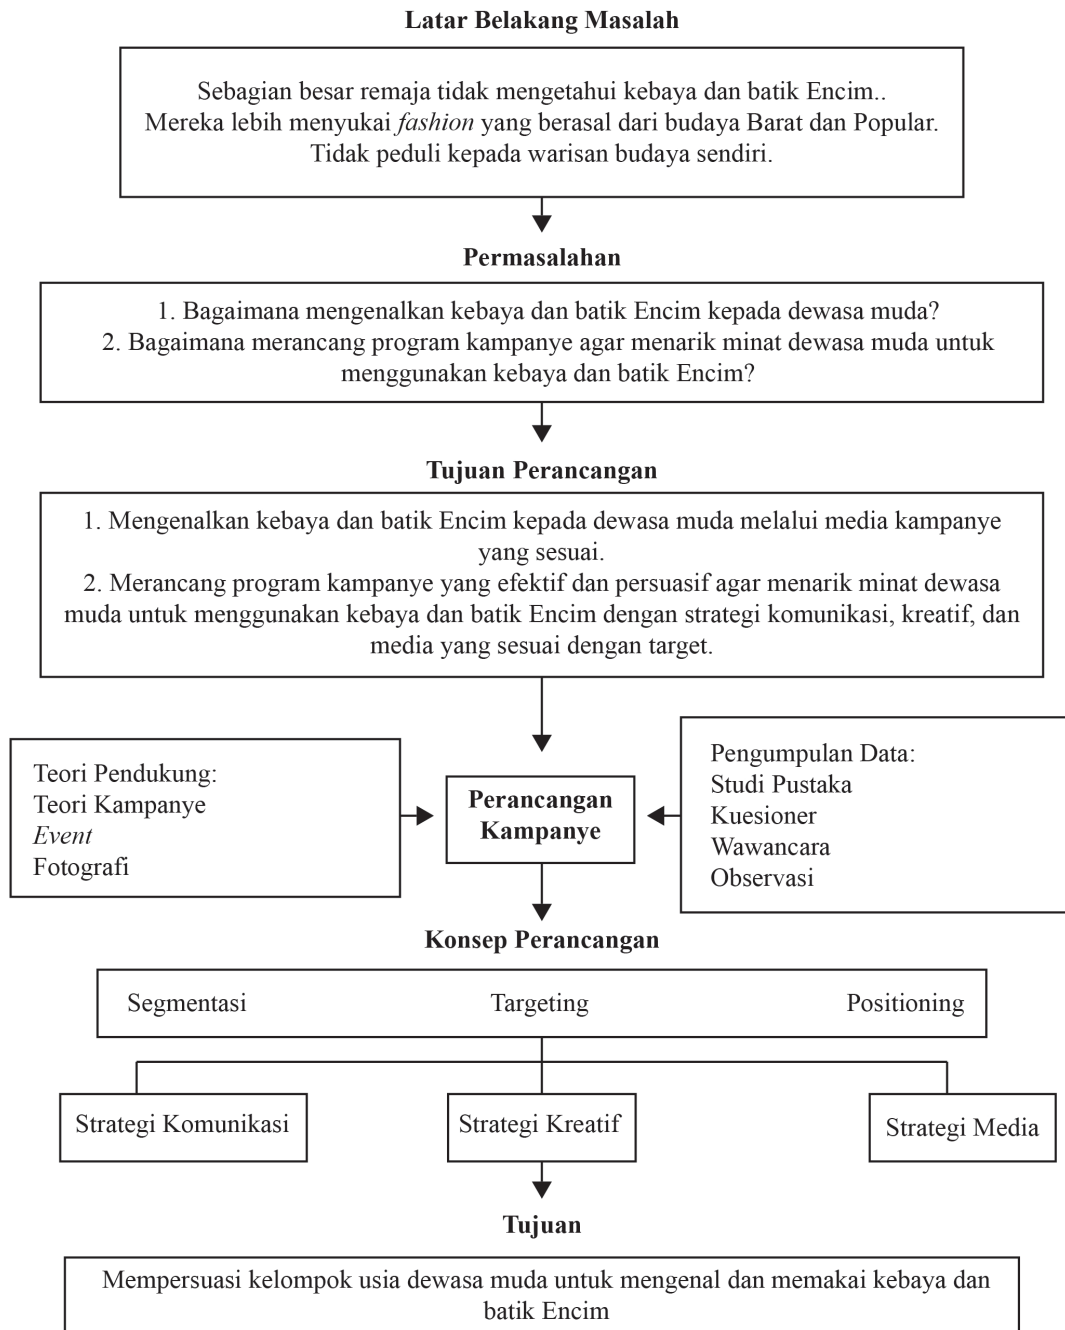 Latar Belakang Masalah
Sebagian besar remaja tidak mengetahui kebaya dan batik Encim..
Mereka lebih menyukai fashion yang berasal dari budaya Barat dan Popular.
Tidak peduli kepada warisan budaya sendiri.
Permasalahan
1. Bagaimana mengenalkan kebaya dan batik Encim kepada dewasa muda?
2. Bagaimana merancang program kampanye agar menarik minat dewasa muda untuk
menggunakan kebaya dan batik Encim?
Tujuan Perancangan
1. Mengenalkan kebaya dan batik Encim kepada dewasa muda melalui media kampanye
yang sesuai.
2. Merancang program kampanye yang efektif dan persuasif agar menarik minat dewasa
muda untuk menggunakan kebaya dan batik Encim dengan strategi komunikasi, kreatif, dan
media yang sesuai dengan target.
Teori Pendukung:
Teori Kampanye
Event
Fotografi
Perancangan
Kampanye
Pengumpulan Data:
Studi Pustaka
Kuesioner
Wawancara
Observasi
Konsep Perancangan
Segmentasi
Targeting
Positioning
Strategi Komunikasi
Strategi Kreatif
Strategi Media
Tujuan
Mempersuasi kelompok usia dewasa muda untuk mengenal dan memakai kebaya dan
batik Encim